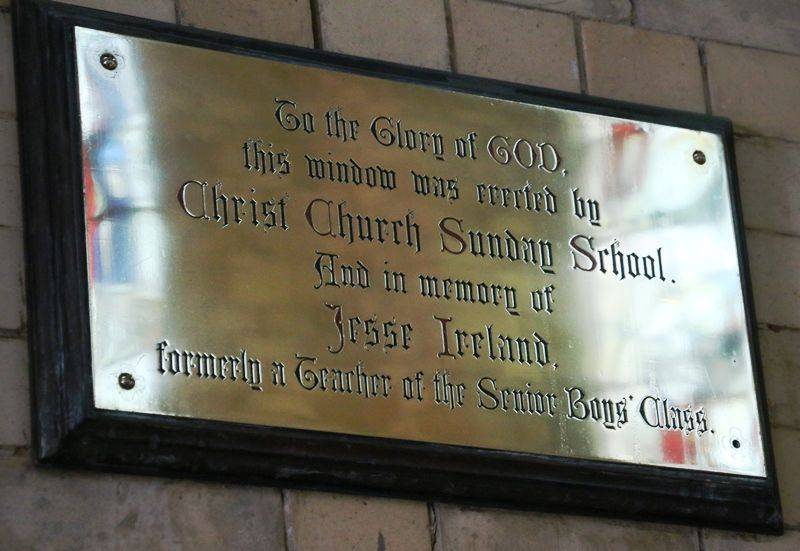 To the Glory of GOD,
this window was erected by
Christ Church Sunday School.
And in memory of
Jesse Ireland,
formerly a Teacher of the Senior Boys' Class.